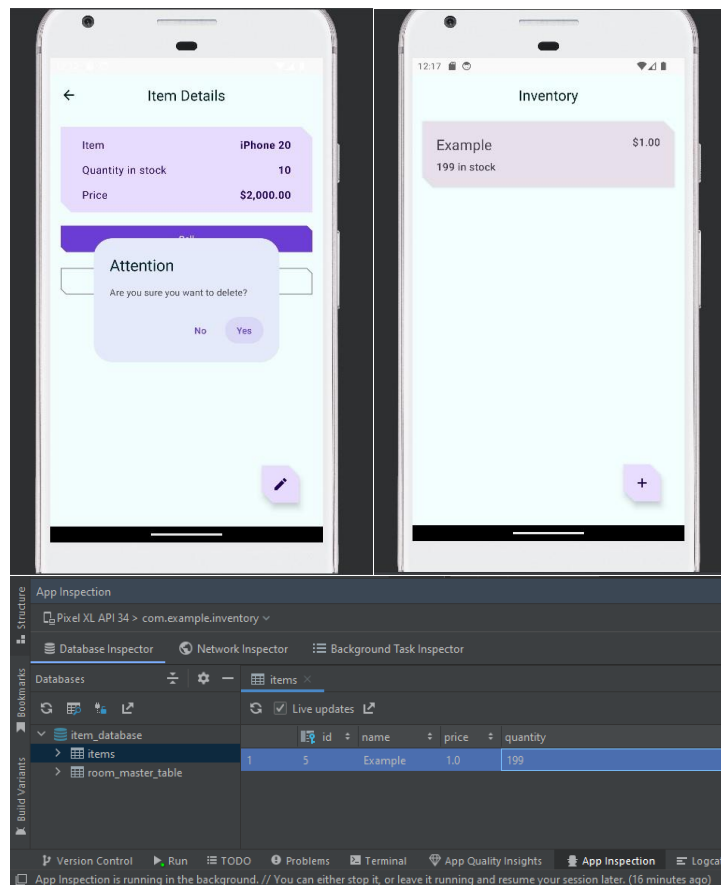 Item Details
Item iPhone 20
Quantity in stock 10
Price $2,000.00
Attention
Are you sure you want to delete?
No Yes
12:17
Inventory
Example $1.00
199 in stock
+
App Inspection
Pixel XL API 34 > com.example.inventory
Database Inspector Network Inspector Background Task Inspector
Databases items
Live updates
item_database
items
room_master_table
id name price quantity
1 5 Example 1.0 199
Structure
Bookmarks
Build Variants
Version Control Run TODO Problems Terminal App Quality Insights App Inspection Logca
App Inspection is running in the background. // You can either stop it, or leave it running and resume your session later. (16 minutes ago)